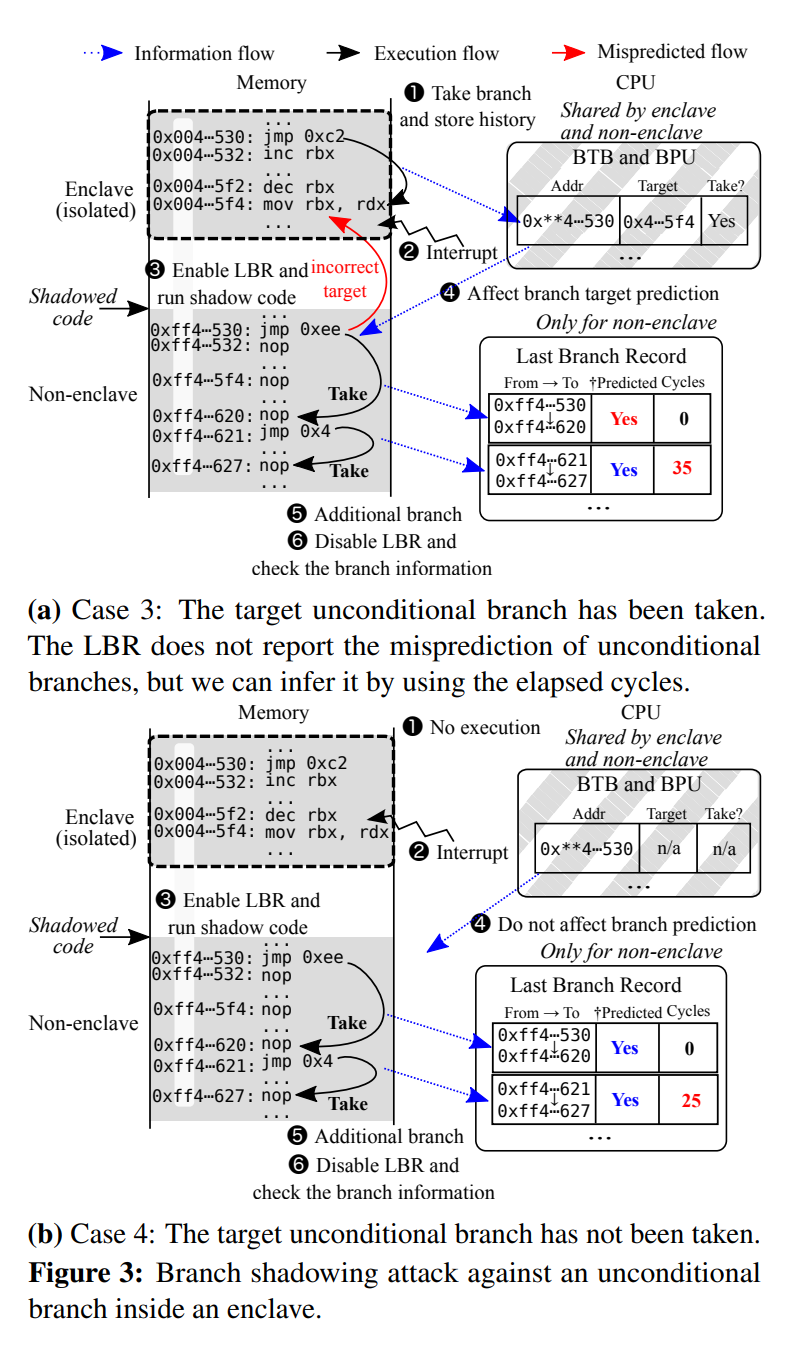 Information flow Execution flow Mispredicted flow
Memory CPU
❶ Take branch
and store history
Shared by enclave
and non-enclave
Enclave
(isolated)
...
0x004┅530: jmp 0xc2
0x004┅532: inc rbx
...
0x004┅5f2: dec rbx
0x004┅5f4: mov rbx, rdx
...
BTB and BPU
Addr Target Take?
0x**4┅530 0x4┅5f4 Yes
...
❷ Interrupt
❸ Enable LBR and
run shadow code
incorrect
target
❹ Affect branch target prediction
Shadowed
code
Non-enclave
...
0xff4┅530: jmp 0xee
0xff4┅532: nop
...
0xff4┅5f4: nop
...
Take
0xff4┅620: nop
0xff4┅621: jmp 0x4
...
0xff4┅627: nop
Take
...
Only for non-enclave
Last Branch Record
From → To †Predicted Cycles
0xff4┅530
↓
0xff4┅620
Yes 0
0xff4┅621
↓
0xff4┅627
Yes 35
...
❺ Additional branch
❻ Disable LBR and
check the branch information
(a) Case 3: The target unconditional branch has been taken.
The LBR does not report the misprediction of unconditional
branches, but we can infer it by using the elapsed cycles.
Memory CPU
❶ No execution
Shared by enclave
and non-enclave
Enclave
(isolated)
...
0x004┅530: jmp 0xc2
0x004┅532: inc rbx
...
0x004┅5f2: dec rbx
0x004┅5f4: mov rbx, rdx
...
BTB and BPU
Addr Target Take?
0x**4┅530 n/a n/a
...
❷ Interrupt
❸ Enable LBR and
run shadow code
❹ Do not affect branch prediction
Shadowed
code
Non-enclave
...
0xff4┅530: jmp 0xee
0xff4┅532: nop
...
0xff4┅5f4: nop
...
Take
0xff4┅620: nop
0xff4┅621: jmp 0x4
...
0xff4┅627: nop
Take
...
Only for non-enclave
Last Branch Record
From → To †Predicted Cycles
0xff4┅530
↓
0xff4┅620
Yes 0
0xff4┅621
↓
0xff4┅627
Yes 25
...
❺ Additional branch
❻ Disable LBR and
check the branch information
(b) Case 4: The target unconditional branch has not been taken.
Figure 3: Branch shadowing attack against an unconditional
branch inside an enclave.